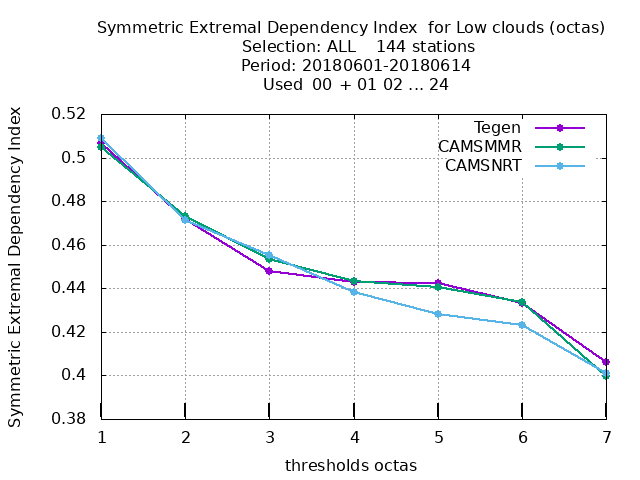 Symmetric Extremal Dependency Index for Low clouds (octas)
Selection: ALL 144 stations
Period: 20180601-20180614
Used 00 + 01 02 ... 24
Symmetric Extremal Dependency Index
0.52
0.5
0.48
0.46
0.44
0.42
0.4
0.38
Tegen
CAMSMMR
CAMSNRT
1 2 3 4 5 6 7
thresholds octas